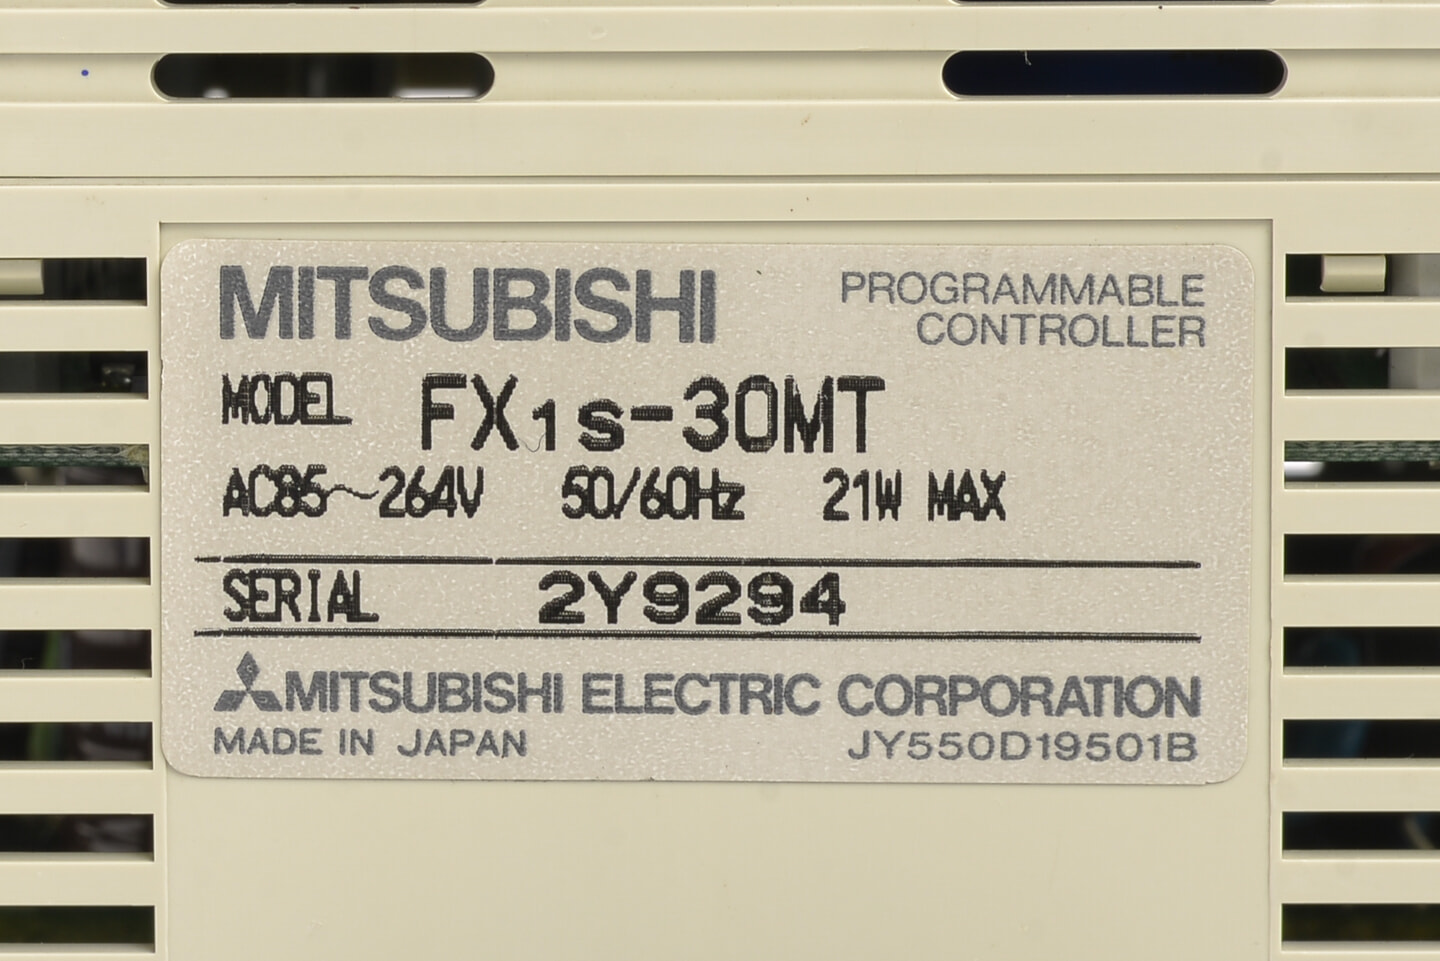 MITSUBISHI
PROGRAMMABLE
CONTROLLER
MODEL FX1S-30MT
AC85~264V 50/60Hz 21W MAX
SERIAL 2Y9294
MITSUBISHI ELECTRIC CORPORATION
MADE IN JAPAN JY550D19501B